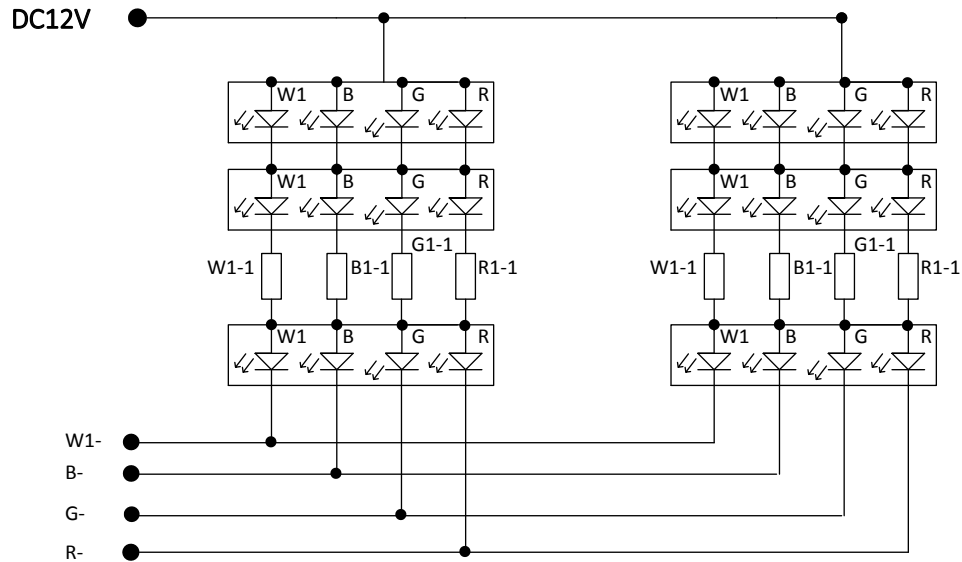 DC12V
W1 B G R W1 B G R
W1 B G R W1 B G R
G1-1 G1-1
W1-1 B1-1 R1-1 W1-1 B1-1 R1-1
W1 B G R W1 B G R
W1-
B-
G-
R-